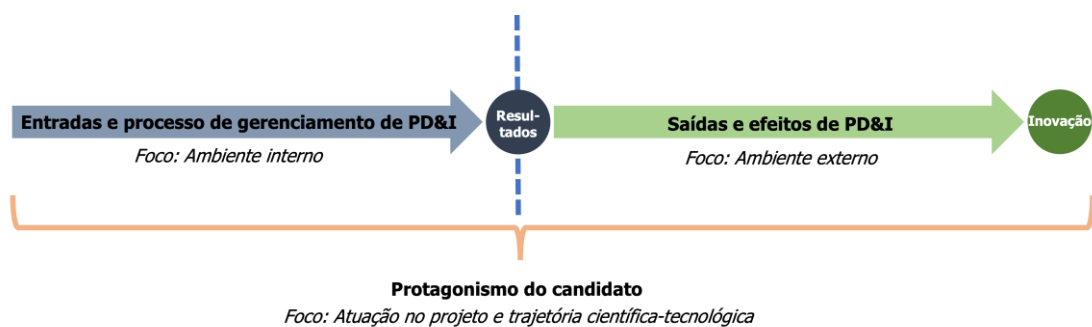 Entradas e processo de gerenciamento de PD&I
Foco: Ambiente interno
Resul-
tados
Saídas e efeitos de PD&I
Foco: Ambiente externo
Inovação
Protagonismo do candidato
Foco: Atuação no projeto e trajetória científica-tecnológica